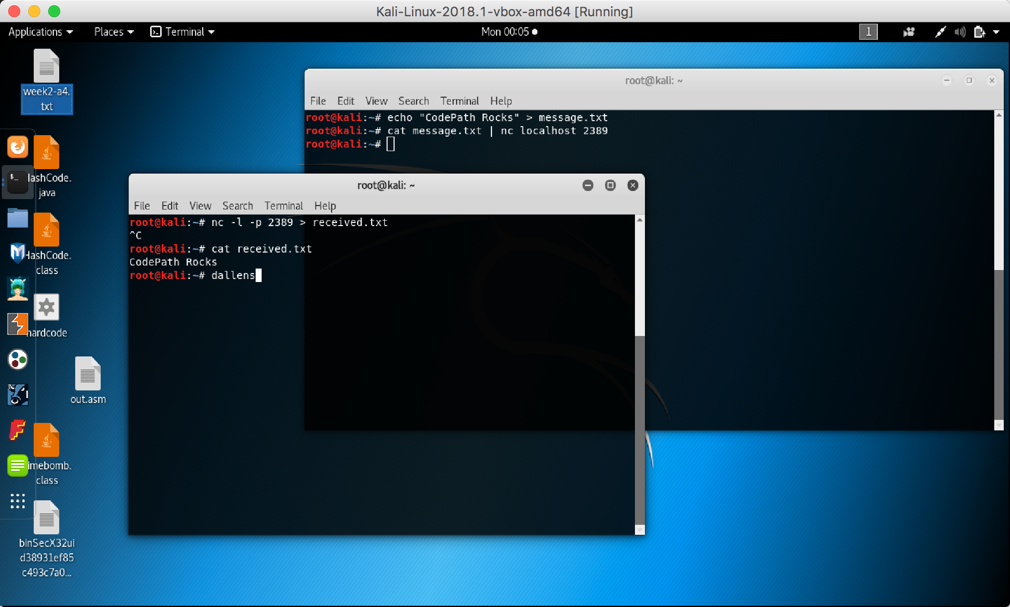 Kali-Linux-2018.1-vbox-amd64 [Running]
Applications Places Terminal Mon 00:05 1
week2-a4.
txt
HashCode.
java
HashCode.
class
hardcode
out.asm
imebomb.
class
binSecX32ui
d38931ef85
c493c7a0...
root@kali: ~
File Edit View Search Terminal Help
root@kali:~# echo "CodePath Rocks" > message.txt
root@kali:~# cat message.txt | nc localhost 2389
root@kali:~#
root@kali: ~
File Edit View Search Terminal Help
root@kali:~# nc -l -p 2389 > received.txt
^C
root@kali:~# cat received.txt
CodePath Rocks
root@kali:~# dallens